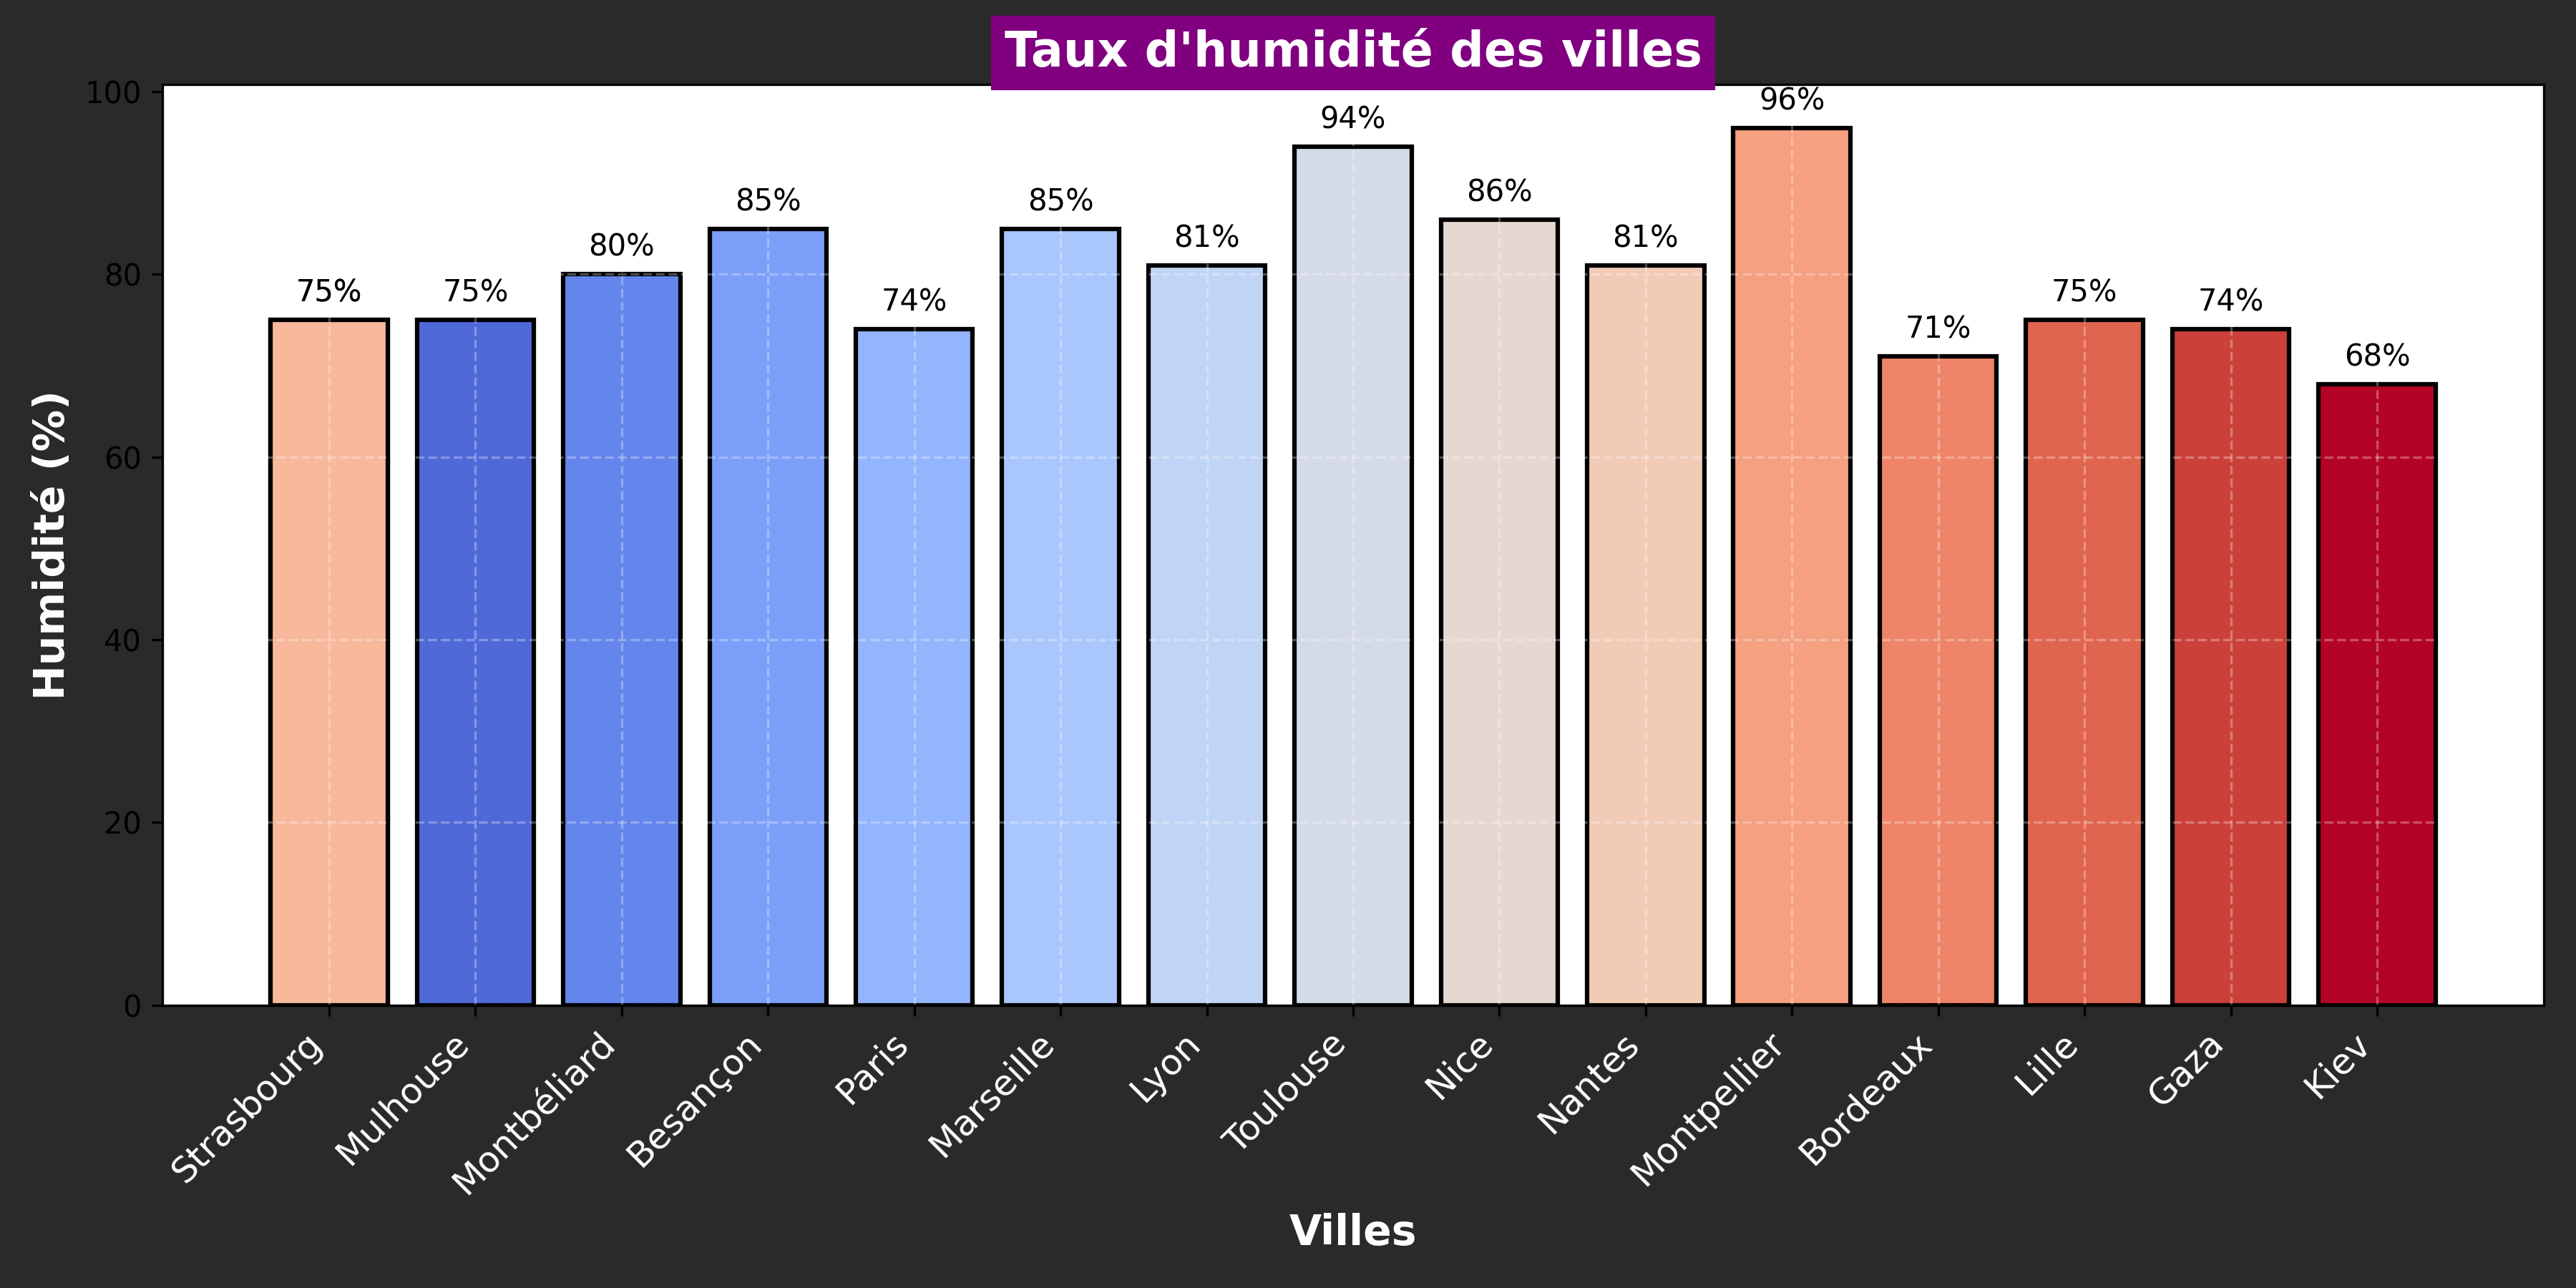 Taux d'humidité des villes
Humidité (%)
100
80
60
40
20
0
75%
75%
80%
85%
74%
85%
81%
94%
86%
81%
96%
71%
75%
74%
68%
Strasbourg
Mulhouse
Montbéliard
Besançon
Paris
Marseille
Lyon
Toulouse
Nice
Nantes
Montpellier
Bordeaux
Lille
Gaza
Kiev
Villes